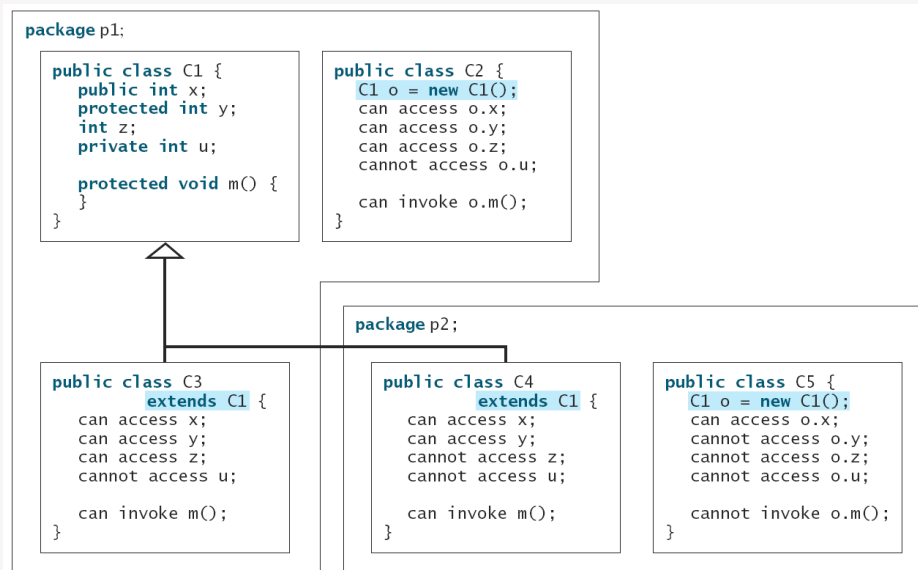 package p1;
public class C1 {
public int x;
protected int y;
int z;
private int u;
protected void m() {
}
}
public class C2 {
C1 o = new C1();
can access o.x;
can access o.y;
can access o.z;
cannot access o.u;
can invoke o.m();
}
public class C3
extends C1 {
can access x;
can access y;
can access z;
cannot access u;
can invoke m();
}
package p2;
public class C4
extends C1 {
can access x;
can access y;
cannot access z;
cannot access u;
can invoke m();
}
public class C5 {
C1 o = new C1();
can access o.x;
cannot access o.y;
cannot access o.z;
cannot access o.u;
cannot invoke o.m();
}